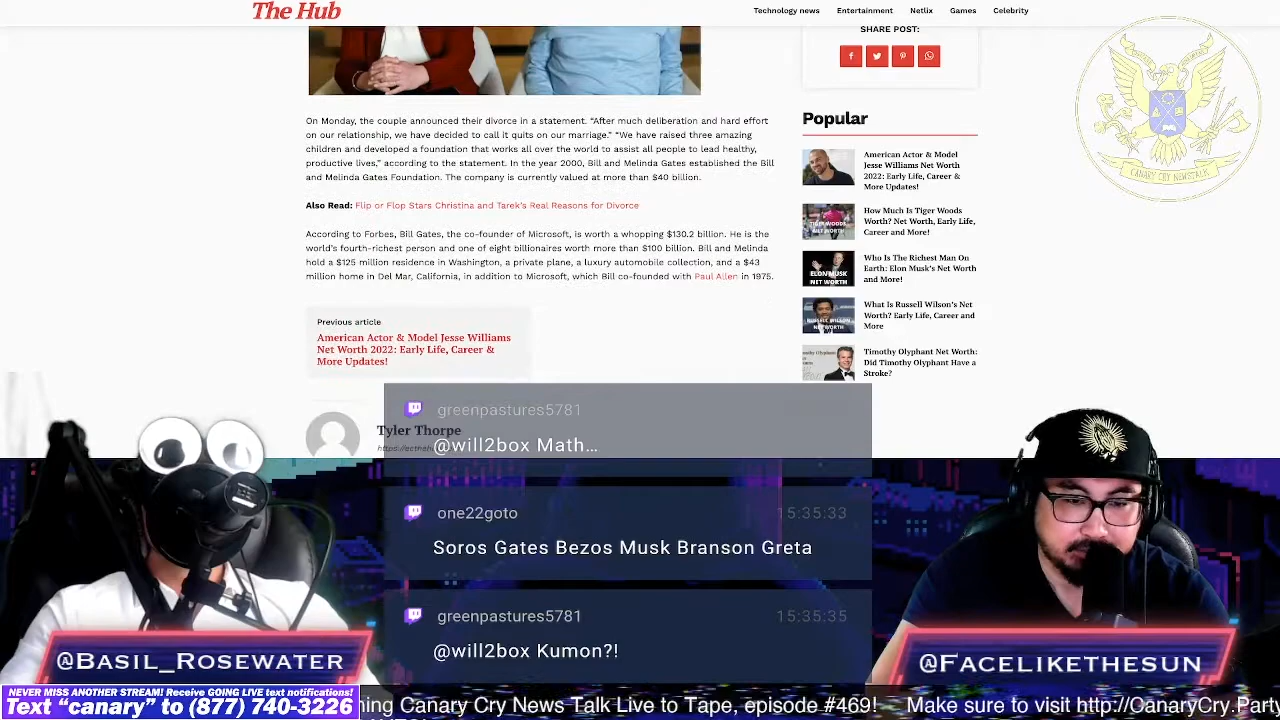 The Hub
Technology news Entertainment Netlix Games Celebrity
SHARE POST:
On Monday, the couple announced their divorce in a statement. “After much deliberation and hard effort
on our relationship, we have decided to call it quits on our marriage.” “We have raised three amazing
children and developed a foundation that works all over the world to assist all people to lead healthy,
productive lives,” according to the statement. In the year 2000, Bill and Melinda Gates established the Bill
and Melinda Gates Foundation. The company is currently valued at more than $40 billion.
Also Read: Flip or Flop Stars Christina and Tarek’s Real Reasons for Divorce
According to Forbes, Bill Gates, the co-founder of Microsoft, is worth a whopping $130.2 billion. He is the
world’s fourth-richest person and one of eight billionaires worth more than $100 billion. Bill and Melinda
hold a $125 million residence in Washington, a private plane, a luxury automobile collection, and a $43
million home in Del Mar, California, in addition to Microsoft, which Bill co-founded with Paul Allen in 1975.
Previous article
American Actor & Model Jesse Williams
Net Worth 2022: Early Life, Career &
More Updates!
Tyler Thorpe
Popular
American Actor & Model
Jesse Williams Net Worth
2022: Early Life, Career &
More Updates!
TIGER WOODS
NET WORTH
How Much Is Tiger Woods
Worth? Net Worth, Early Life,
Career and More!
ELON MUSK
NET WORTH
Who Is The Richest Man On
Earth: Elon Musk’s Net Worth
and More!
RUSSELL WILSON
NET WORTH
What Is Russell Wilson’s Net
Worth? Early Life, Career and
More
Timothy Olyphant Net Worth:
Did Timothy Olyphant Have a
Stroke?
CANARY CRY NEWSTALK
greenpastures5781
@will2box Math…
one22goto 15:35:33
Soros Gates Bezos Musk Branson Greta
greenpastures5781 15:35:35
@will2box Kumon?!
@BASIL_ROSEWATER
@FACELIKETHESUN
NEVER MISS ANOTHER STREAM! Receive GOING LIVE text notifications!
Text “canary” to (877) 740-3226
ning Canary Cry News Talk Live to Tape, episode #469! Make sure to visit http://CanaryCry.Party